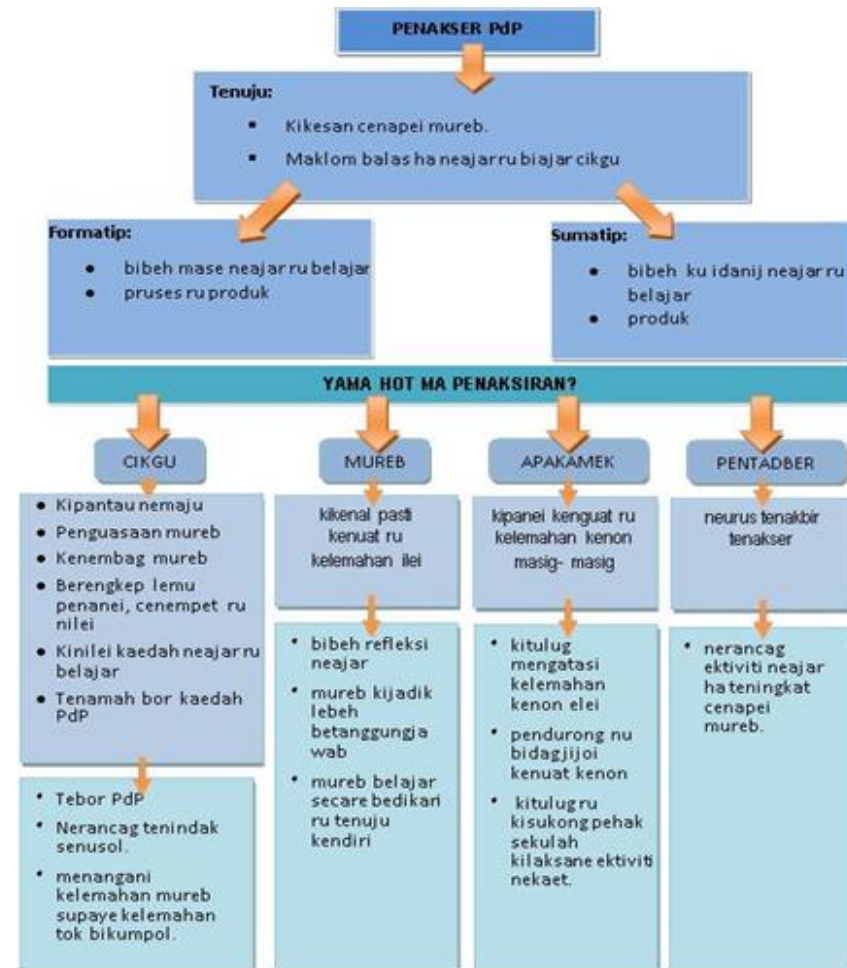 PENAKSER PdP
Tenuju:
▪ Kikesan cenapei mureb.
▪ Maklom balas ha neajar ru biajar cikgu
Formatip:
● bibeh mase neajar ru belajar
● pruses ru produk
Sumatip:
● bibeh ku idanij neajar ru
belajar
● produk
YAMA HOT MA PENAKSIRAN?
CIKGU
● Kipantau nemaju
● Penguasaan mureb
● Kenembag mureb
● Berengkep lemu
penanei, cenempet ru
nilei
● Kinilei kaedah neajar ru
belajar
● Tenamah bor kaedah
PdP
• Tebor PdP
• Nerancag tenindak
senusol.
• menangani
kelemahan mureb
supaye kelemahan
tok bikumpol.
MUREB
kikenal pasti
kenuat ru
kelemahan ilei
• bibeh refleksi
neajar
• mureb kijadik
lebeh
betanggungja
wab
• mureb belajar
secare bedikari
ru tenuju
kendiri
APAKAMEK
kipanei kenguat ru
kelemahan kenon
masig- masig
• kitulug
mengatasi
kelemahan
kenon elei
• pendurong nu
bidagjijoi
kenuat kenon
• kitulug ru
kisukong pehak
sekulah
kilaksane ektiviti
nekaet.
PENTADBER
neurus tenakbir
tenakser
• nerancag
ektiviti neajar
ha teningkat
cenapei
mureb.